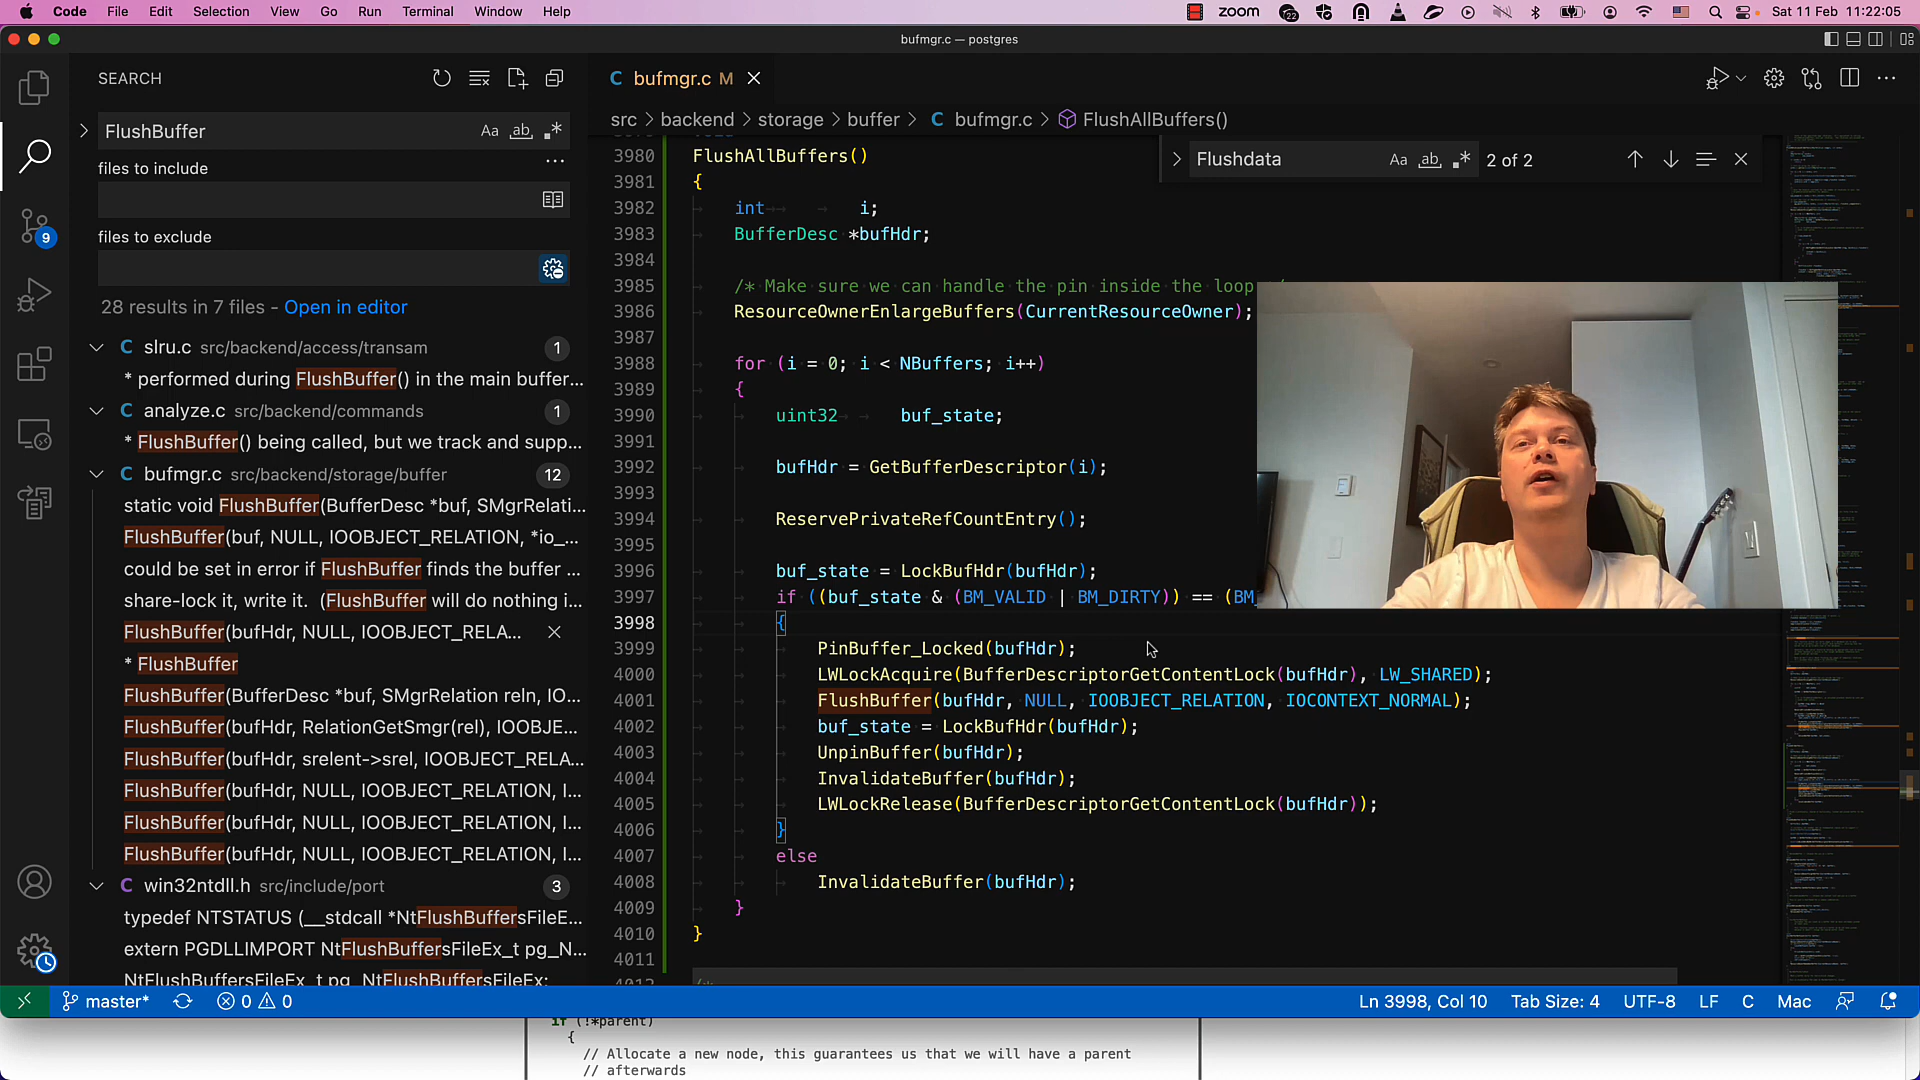 Code File Edit Selection View Go Run Terminal Window Help
zoom 22 Sat 11 Feb 11:22:05
bufmgr.c — postgres
SEARCH
bufmgr.c M
FlushBuffer
Aa ab
src > backend > storage > buffer > C bufmgr.c > FlushAllBuffers()
files to include
files to exclude
28 results in 7 files - Open in editor
C slru.c src/backend/access/transam 1
* performed during FlushBuffer() in the main buffer...
C analyze.c src/backend/commands 1
* FlushBuffer() being called, but we track and supp...
C bufmgr.c src/backend/storage/buffer 12
static void FlushBuffer(BufferDesc *buf, SMgrRelati...
FlushBuffer(buf, NULL, IOOBJECT_RELATION, *io_...
could be set in error if FlushBuffer finds the buffer ...
share-lock it, write it. (FlushBuffer will do nothing i...
FlushBuffer(bufHdr, NULL, IOOBJECT_RELA...
* FlushBuffer
FlushBuffer(BufferDesc *buf, SMgrRelation reln, IO...
FlushBuffer(bufHdr, RelationGetSmgr(rel), IOOBJE...
FlushBuffer(bufHdr, srelent->srel, IOOBJECT_RELA...
FlushBuffer(bufHdr, NULL, IOOBJECT_RELATION, I...
FlushBuffer(bufHdr, NULL, IOOBJECT_RELATION, I...
FlushBuffer(bufHdr, NULL, IOOBJECT_RELATION, I...
C win32ntdll.h src/include/port 3
typedef NTSTATUS (__stdcall *NtFlushBuffersFileE...
extern PGDLLIMPORT NtFlushBuffersFileEx_t pg_N...
NtFlushBuffersFileEx_t pg_NtFlushBuffersFileEx;
9
Flushdata Aa ab 2 of 2
3980 FlushAllBuffers()
3981 {
3982 int i;
3983 BufferDesc *bufHdr;
3984
3985 /* Make sure we can handle the pin inside the loop
3986 ResourceOwnerEnlargeBuffers(CurrentResourceOwner);
3987
3988 for (i = 0; i < NBuffers; i++)
3989 {
3990 uint32 buf_state;
3991
3992 bufHdr = GetBufferDescriptor(i);
3993
3994 ReservePrivateRefCountEntry();
3995
3996 buf_state = LockBufHdr(bufHdr);
3997 if ((buf_state & (BM_VALID | BM_DIRTY)) == (BM_
3998 {
3999 PinBuffer_Locked(bufHdr);
4000 LWLockAcquire(BufferDescriptorGetContentLock(bufHdr), LW_SHARED);
4001 FlushBuffer(bufHdr, NULL, IOOBJECT_RELATION, IOCONTEXT_NORMAL);
4002 buf_state = LockBufHdr(bufHdr);
4003 UnpinBuffer(bufHdr);
4004 InvalidateBuffer(bufHdr);
4005 LWLockRelease(BufferDescriptorGetContentLock(bufHdr));
4006 }
4007 else
4008 InvalidateBuffer(bufHdr);
4009 }
4010 }
4011
master* 0 0 Ln 3998, Col 10 Tab Size: 4 UTF-8 LF C Mac
if (!*parent)
{
// Allocate a new node, this guarantees us that we will have a parent
// afterwards